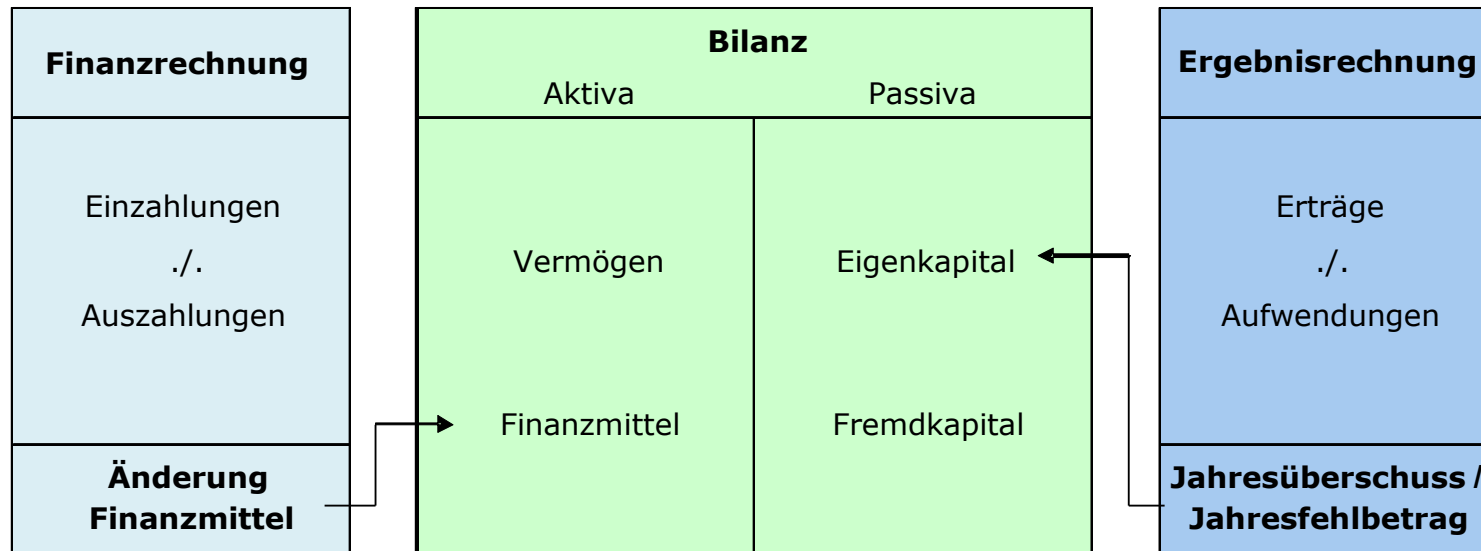 Finanzrechnung
Einzahlungen
./.
Auszahlungen
Änderung
Finanzmittel
Bilanz
Aktiva Passiva
Vermögen Eigenkapital
Finanzmittel Fremdkapital
Ergebnisrechnung
Erträge
./.
Aufwendungen
Jahresüberschuss /
Jahresfehlbetrag